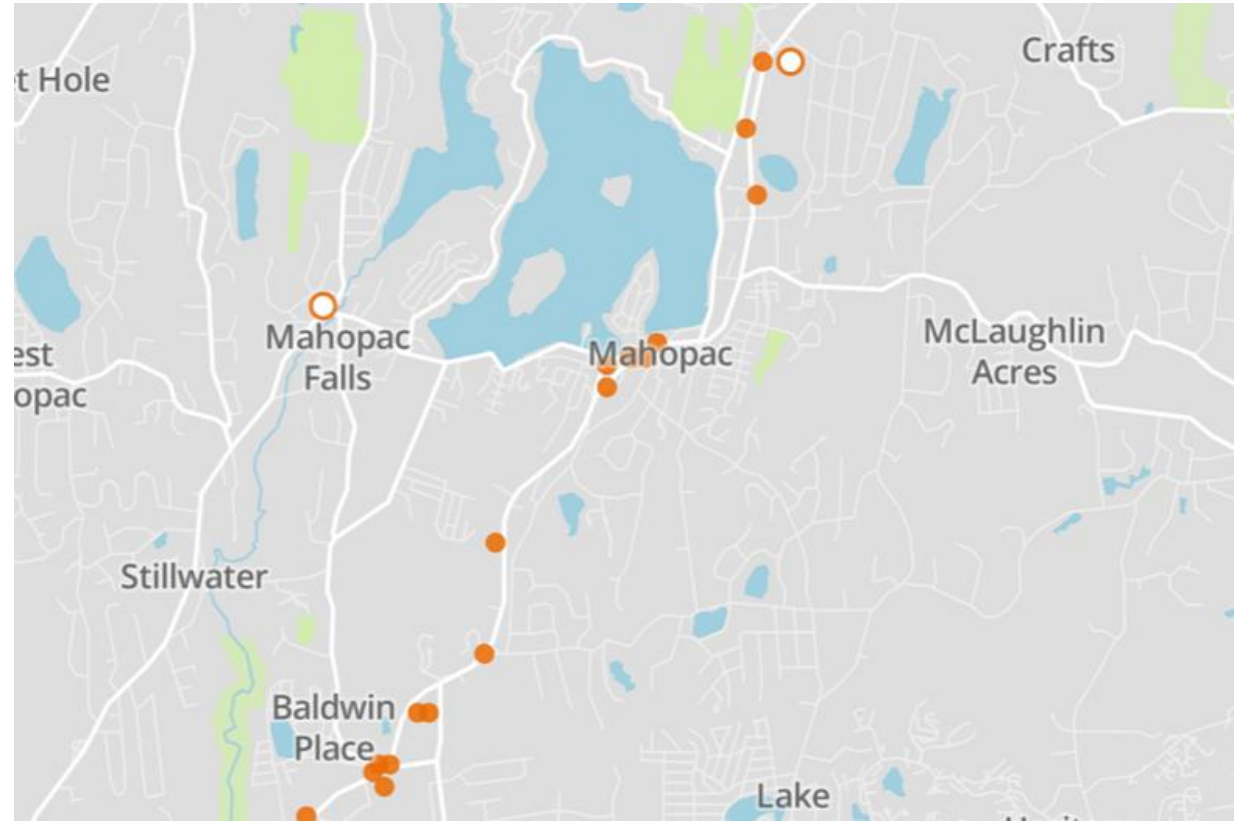 Crafts
t Hole
Mahopac
Falls
Mahopac
McLaughlin
Acres
est
opac
Stillwater
Baldwin
Place
Lake